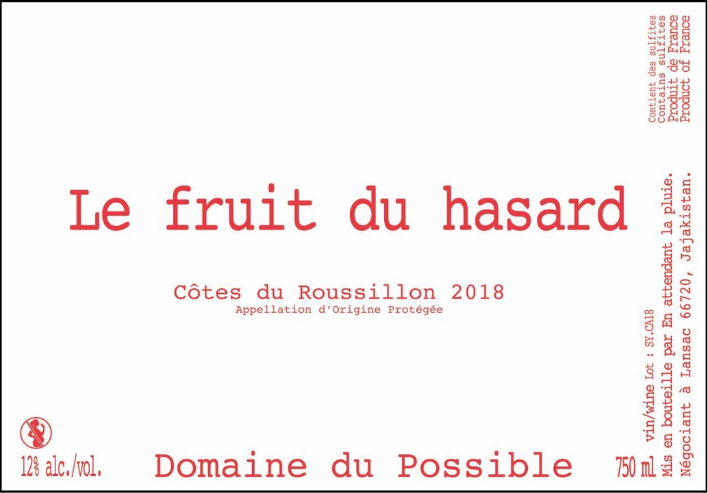 Le fruit du hasard
Côtes du Roussillon 2018
Appellation d'Origine Protégée
12% alc./vol.
Domaine du Possible
750 ml
vin/wine Lot : SY.CA18
Mis en bouteille par En attendant la pluie.
Négociant à Lansac 66720, Jajakistan.
Contient des sulfites
Contains sulfites
Produit de France
Product of France